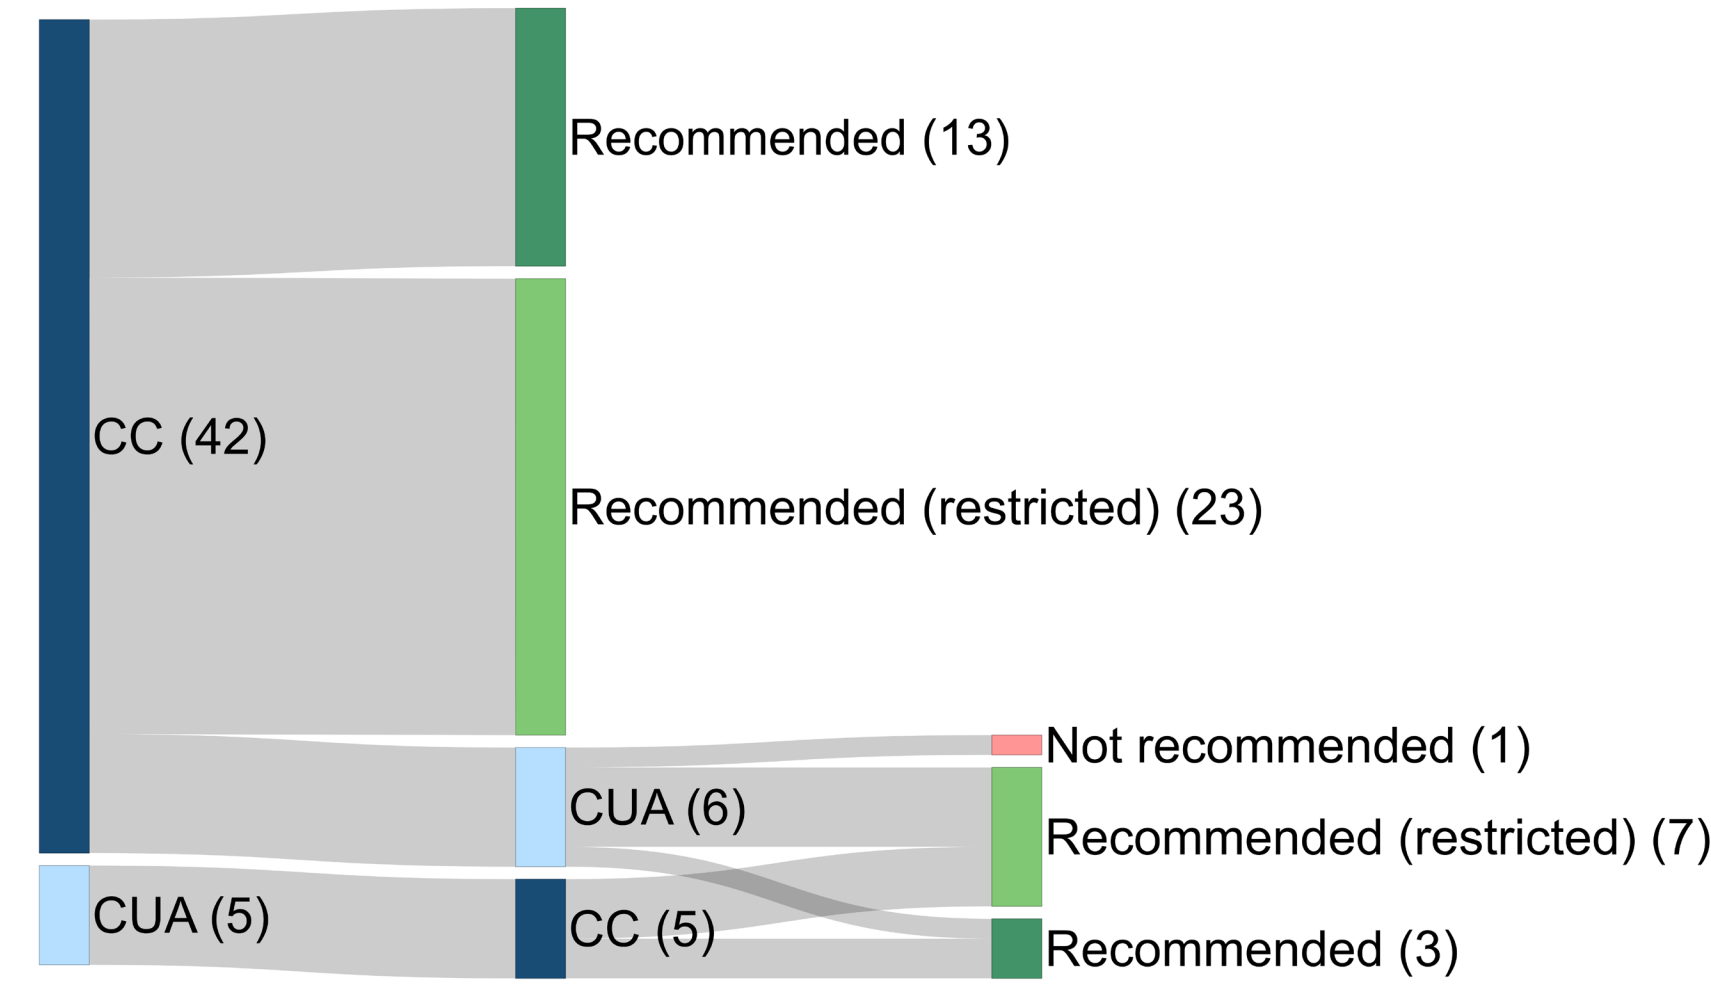 Recommended (13)
CC (42)
Recommended (restricted) (23)
Not recommended (1)
CUA (6)
Recommended (restricted) (7)
CUA (5)
CC (5)
Recommended (3)